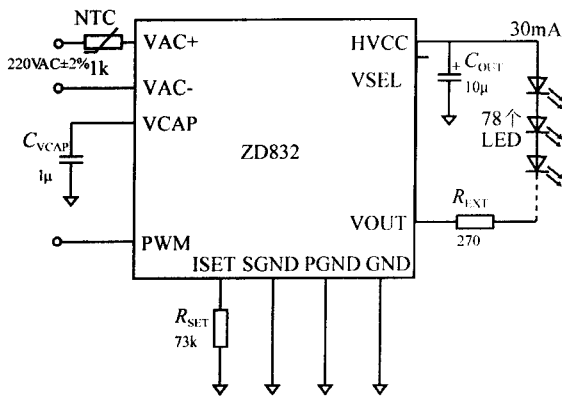 NTC
1k
220VAC±2%
VAC+
VAC-
VCAP
C_VCAP
1μ
PWM
ZD832
HVCC
VSEL
VOUT
ISET SGND PGND GND
R_SET
73k
30mA
+
C_OUT
10μ
78个
LED
R_EXT
270